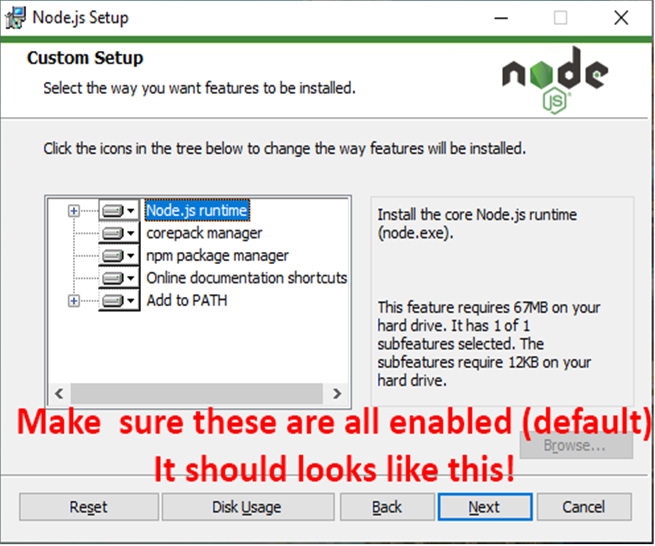 Node.js Setup
Custom Setup
Select the way you want features to be installed.
node
JS
Click the icons in the tree below to change the way features will be installed.
Node.js runtime
corepack manager
npm package manager
Online documentation shortcuts
Add to PATH
Install the core Node.js runtime
(node.exe).
This feature requires 67MB on your
hard drive. It has 1 of 1
subfeatures selected. The
subfeatures require 12KB on your
hard drive.
Make sure these are all enabled (default)
Browse...
It should looks like this!
Reset
Disk Usage
Back
Next
Cancel